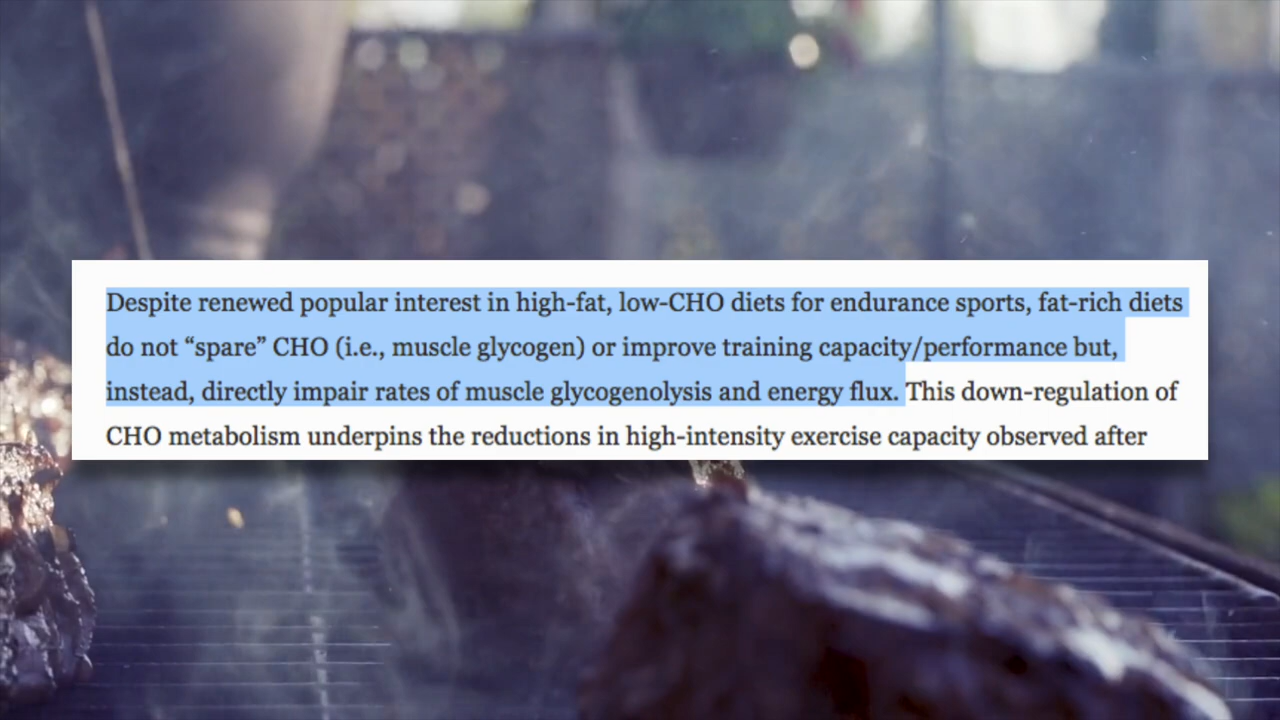 Despite renewed popular interest in high-fat, low-CHO diets for endurance sports, fat-rich diets
do not “spare” CHO (i.e., muscle glycogen) or improve training capacity/performance but,
instead, directly impair rates of muscle glycogenolysis and energy flux. This down-regulation of
CHO metabolism underpins the reductions in high-intensity exercise capacity observed after